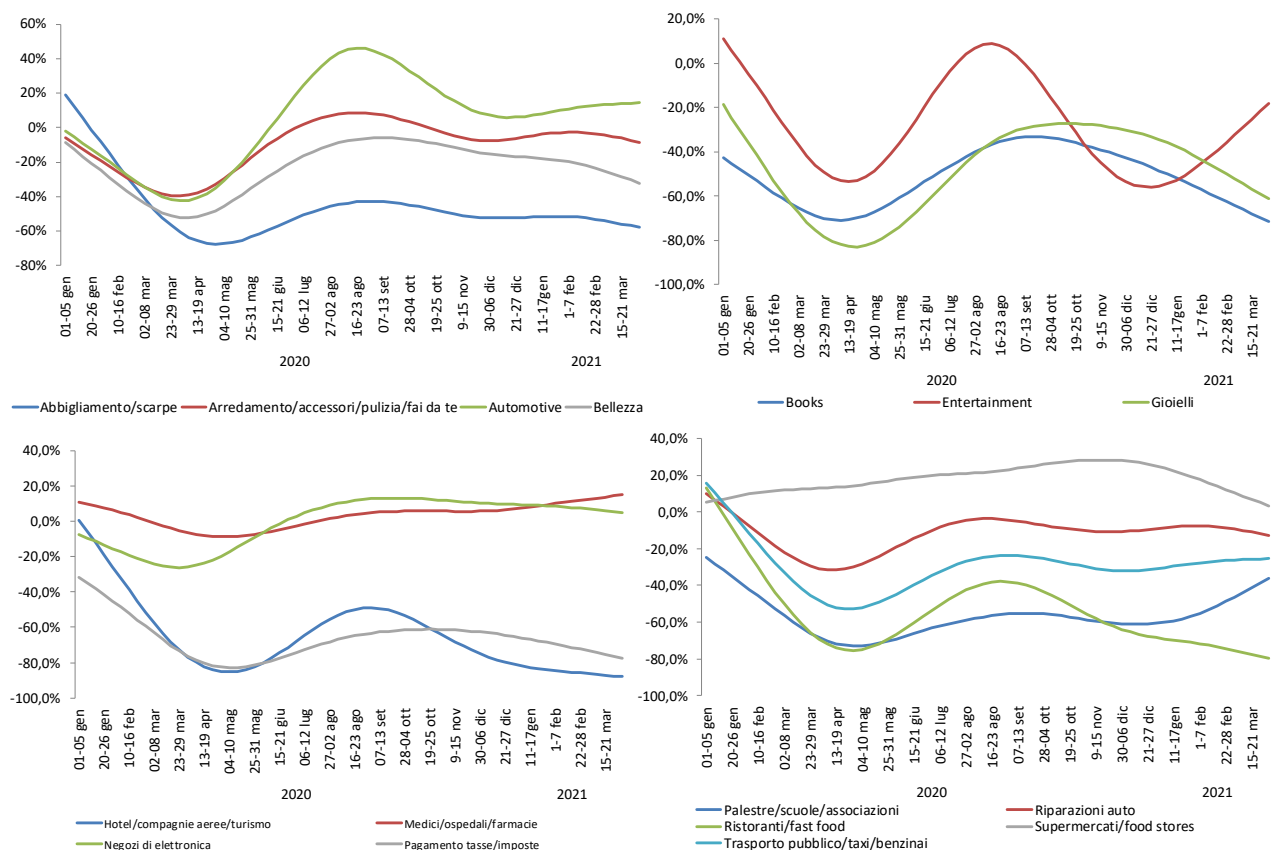 60%
40%
20%
0%
-20%
-40%
-60%
-80%
01-05 gen
20-26 gen
10-16 feb
02-08 mar
23-29 mar
13-19 apr
04-10 mag
25-31 mag
15-21 giu
06-12 lug
27-02 ago
16-23 ago
07-13 set
28-04 ott
19-25 ott
9-15 nov
30-06 dic
21-27 dic
11-17gen
1-7 feb
22-28 feb
15-21 mar
2020
2021
Abbigliamento/scarpe
Arredamento/accessori/pulizia/fai da te
Automotive
Bellezza
20,0%
0,0%
-20,0%
-40,0%
-60,0%
-80,0%
-100,0%
01-05 gen
20-26 gen
10-16 feb
02-08 mar
23-29 mar
13-19 apr
04-10 mag
25-31 mag
15-21 giu
06-12 lug
27-02 ago
16-23 ago
07-13 set
28-04 ott
19-25 ott
9-15 nov
30-06 dic
21-27 dic
11-17gen
1-7 feb
22-28 feb
15-21 mar
2020
2021
Books
Entertainment
Gioielli
40,0%
20,0%
0,0%
-20,0%
-40,0%
-60,0%
-80,0%
-100,0%
01-05 gen
20-26 gen
10-16 feb
02-08 mar
23-29 mar
13-19 apr
04-10 mag
25-31 mag
15-21 giu
06-12 lug
27-02 ago
16-23 ago
07-13 set
28-04 ott
19-25 ott
9-15 nov
30-06 dic
21-27 dic
11-17gen
1-7 feb
22-28 feb
15-21 mar
2020
2021
Hotel/compagnie aeree/turismo
Medici/ospedali/farmacie
Negozi di elettronica
Pagamento tasse/imposte
40,0%
20,0%
0,0%
-20,0%
-40,0%
-60,0%
-80,0%
-100,0%
01-05 gen
20-26 gen
10-16 feb
02-08 mar
23-29 mar
13-19 apr
04-10 mag
25-31 mag
15-21 giu
06-12 lug
27-02 ago
16-23 ago
07-13 set
28-04 ott
19-25 ott
9-15 nov
30-06 dic
21-27 dic
11-17gen
1-7 feb
22-28 feb
15-21 mar
2020
2021
Palestre/scuole/associazioni
Riparazioni auto
Ristoranti/fast food
Supermercati/food stores
Trasporto pubblico/taxi/benzinai